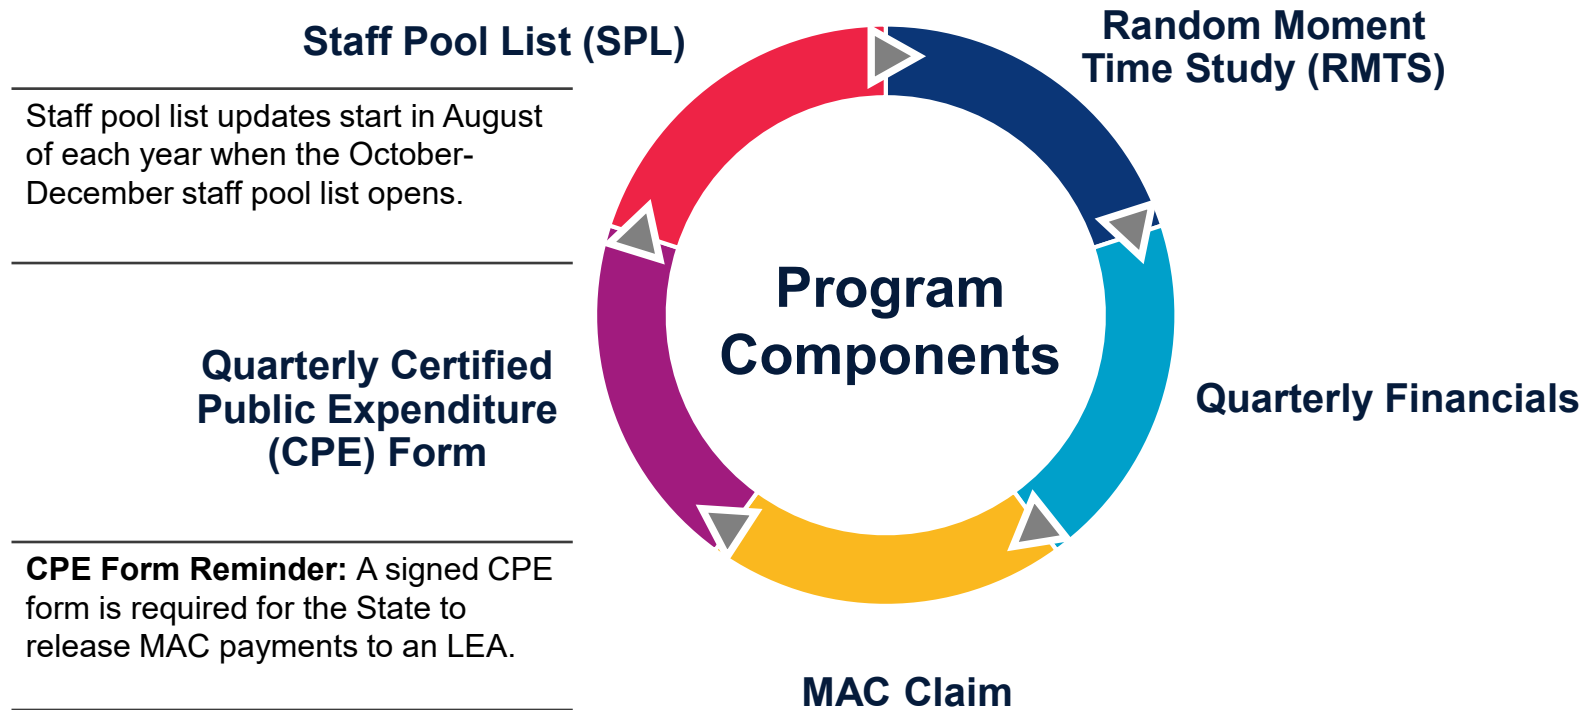 Staff Pool List (SPL)
Staff pool list updates start in August
of each year when the October-
December staff pool list opens.
Random Moment
Time Study (RMTS)
Program
Components
Quarterly Certified
Public Expenditure
(CPE) Form
Quarterly Financials
CPE Form Reminder: A signed CPE
form is required for the State to
release MAC payments to an LEA.
MAC Claim